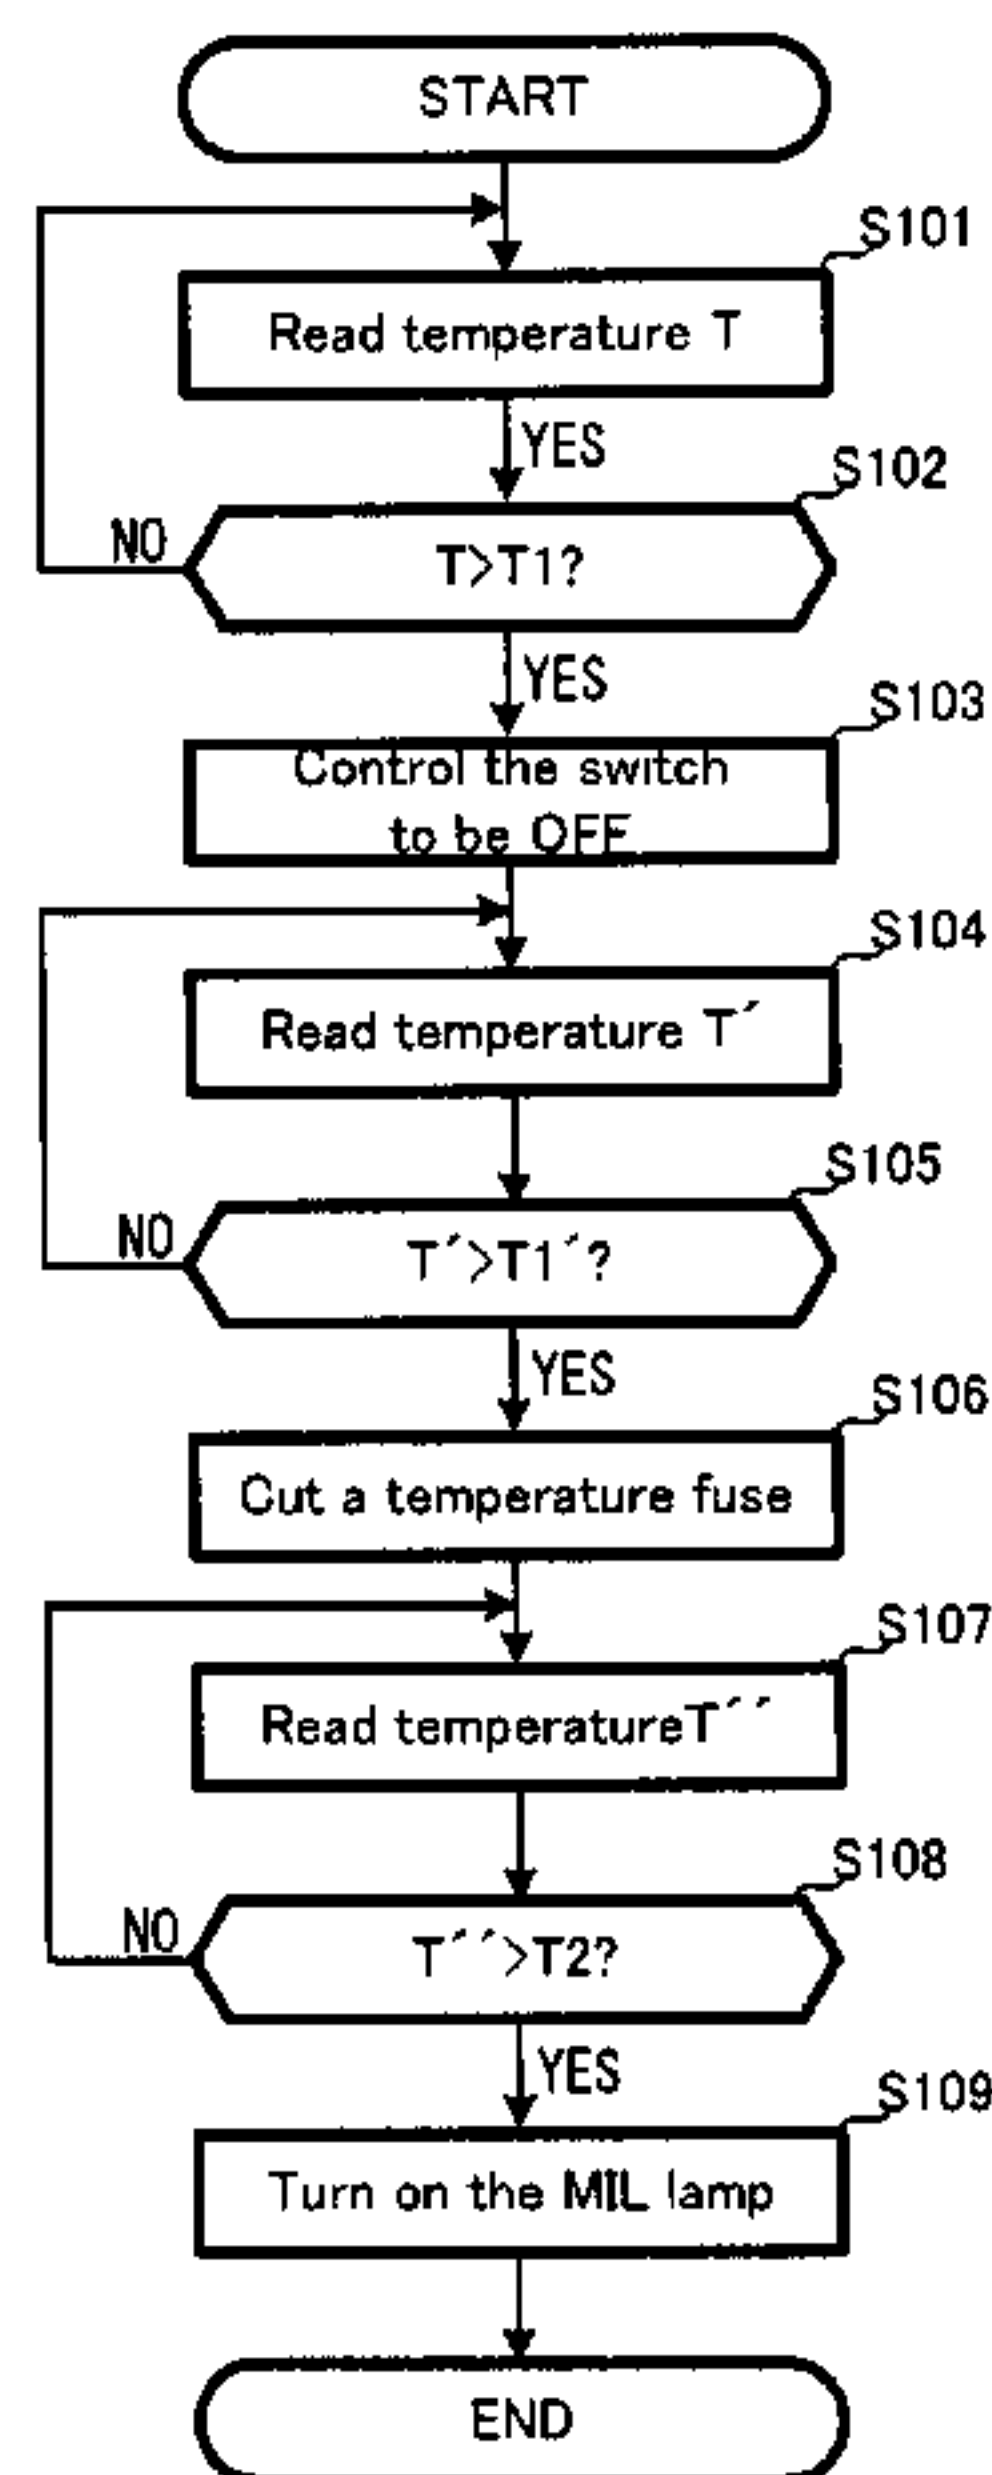 START
S101
Read temperature T
YES
S102
NO
T>T1?
YES
S103
Control the switch
to be OFF
S104
Read temperature T´
S105
NO
T´>T1´?
YES
S106
Cut a temperature fuse
S107
Read temperatureT´´
S108
NO
T´´>T2?
YES
S109
Turn on the MIL lamp
END